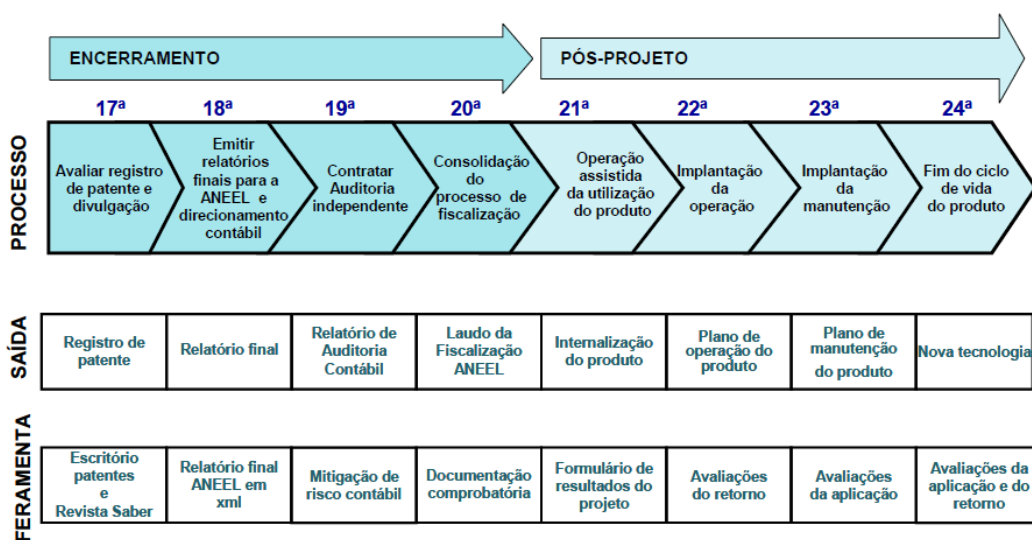 ENCERRAMENTO
PÓS-PROJETO
17ª
18ª
19ª
20ª
21ª
22ª
23ª
24ª
PROCESSO
Avaliar registro
de patente e
divulgação
Emitir
relatórios
finais para a
ANEEL e
direcionamento
contábil
Contratar
Auditoria
independente
Consolidação
do
processo de
fiscalização
Operação
assistida
da utilização
do produto
Implantação
da
operação
Implantação
da
manutenção
Fim do ciclo
de vida
do produto
SAÍDA
Registro de
patente
Relatório final
Relatório de
Auditoria
Contábil
Laudo da
Fiscalização
ANEEL
Internalização
do produto
Plano de
operação do
produto
Plano de
manutenção
do produto
Nova tecnologia
FERAMENTA
Escritório
patentes
e
Revista Saber
Relatório final
ANEEL em
xml
Mitigação de
risco contábil
Documentação
comprobatória
Formulário de
resultados do
projeto
Avaliações
do retorno
Avaliações
da aplicação
Avaliações da
aplicação e do
retorno